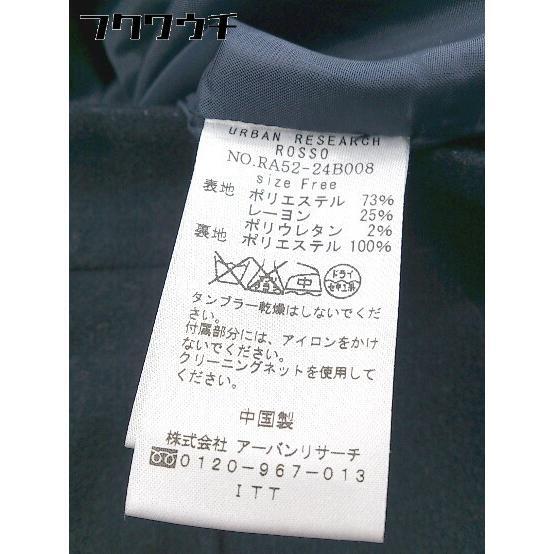 フクワウチ
URBAN RESEARCH
ROSSO
NO.RA52-24B008
size Free
表地 ポリエステル 73%
レーヨン 25%
ポリウレタン 2%
裏地 ポリエステル 100%
中 ドライ
セキユ系
タンブラー乾燥はしないでくだ
さい。
付属部分には、アイロンをかけ
ないでください。
クリーニングネットを使用して
ください。
中国製
株式会社 アーバンリサーチ
0120-967-013
ITT